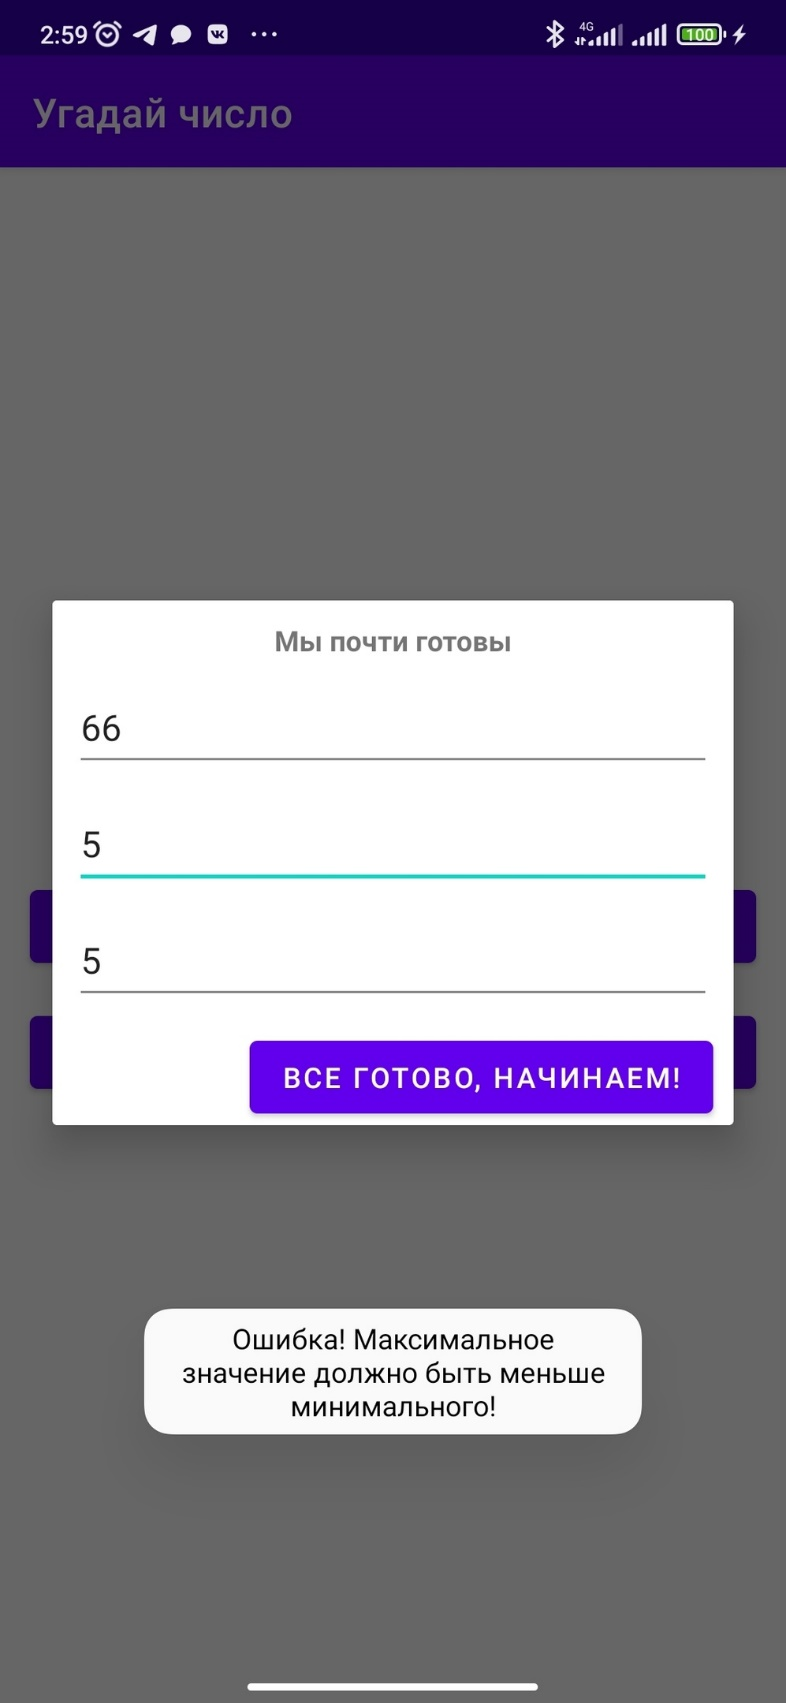 2:59
4G
100
Угадай число
Мы почти готовы
66
5
5
ВСЕ ГОТОВО, НАЧИНАЕМ!
Ошибка! Максимальное
значение должно быть меньше
минимального!